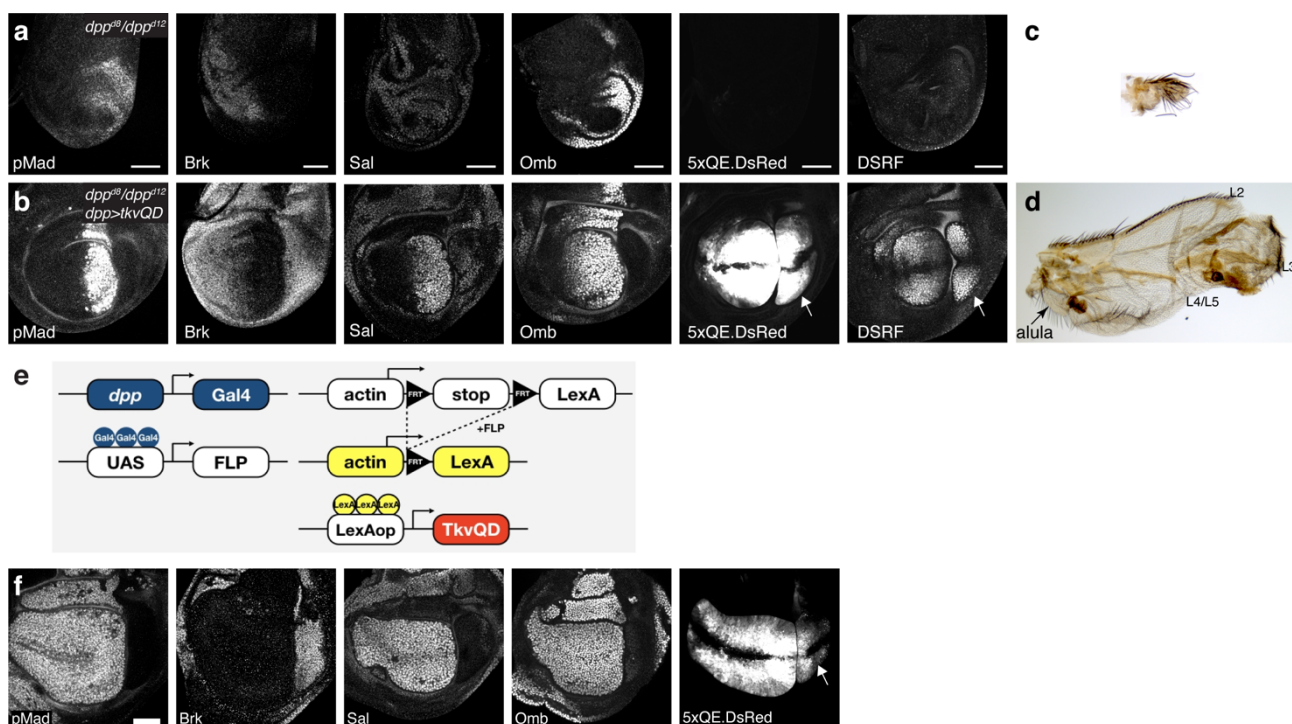 a
dpp^d8/dpp^d12
pMad
Brk
Sal
Omb
5xQE.DsRed
DSRF
c
b
dpp^d8/dpp^d12
dpp>tkvQD
pMad
Brk
Sal
Omb
5xQE.DsRed
DSRF
d
L2
L3
L4/L5
alula
e
dpp
Gal4
actin
FRT
stop
FRT
LexA
+FLP
Gal4 Gal4 Gal4
UAS
FLP
actin
FRT
LexA
LexA LexA LexA
LexAop
TkvQD
f
pMad
Brk
Sal
Omb
5xQE.DsRed